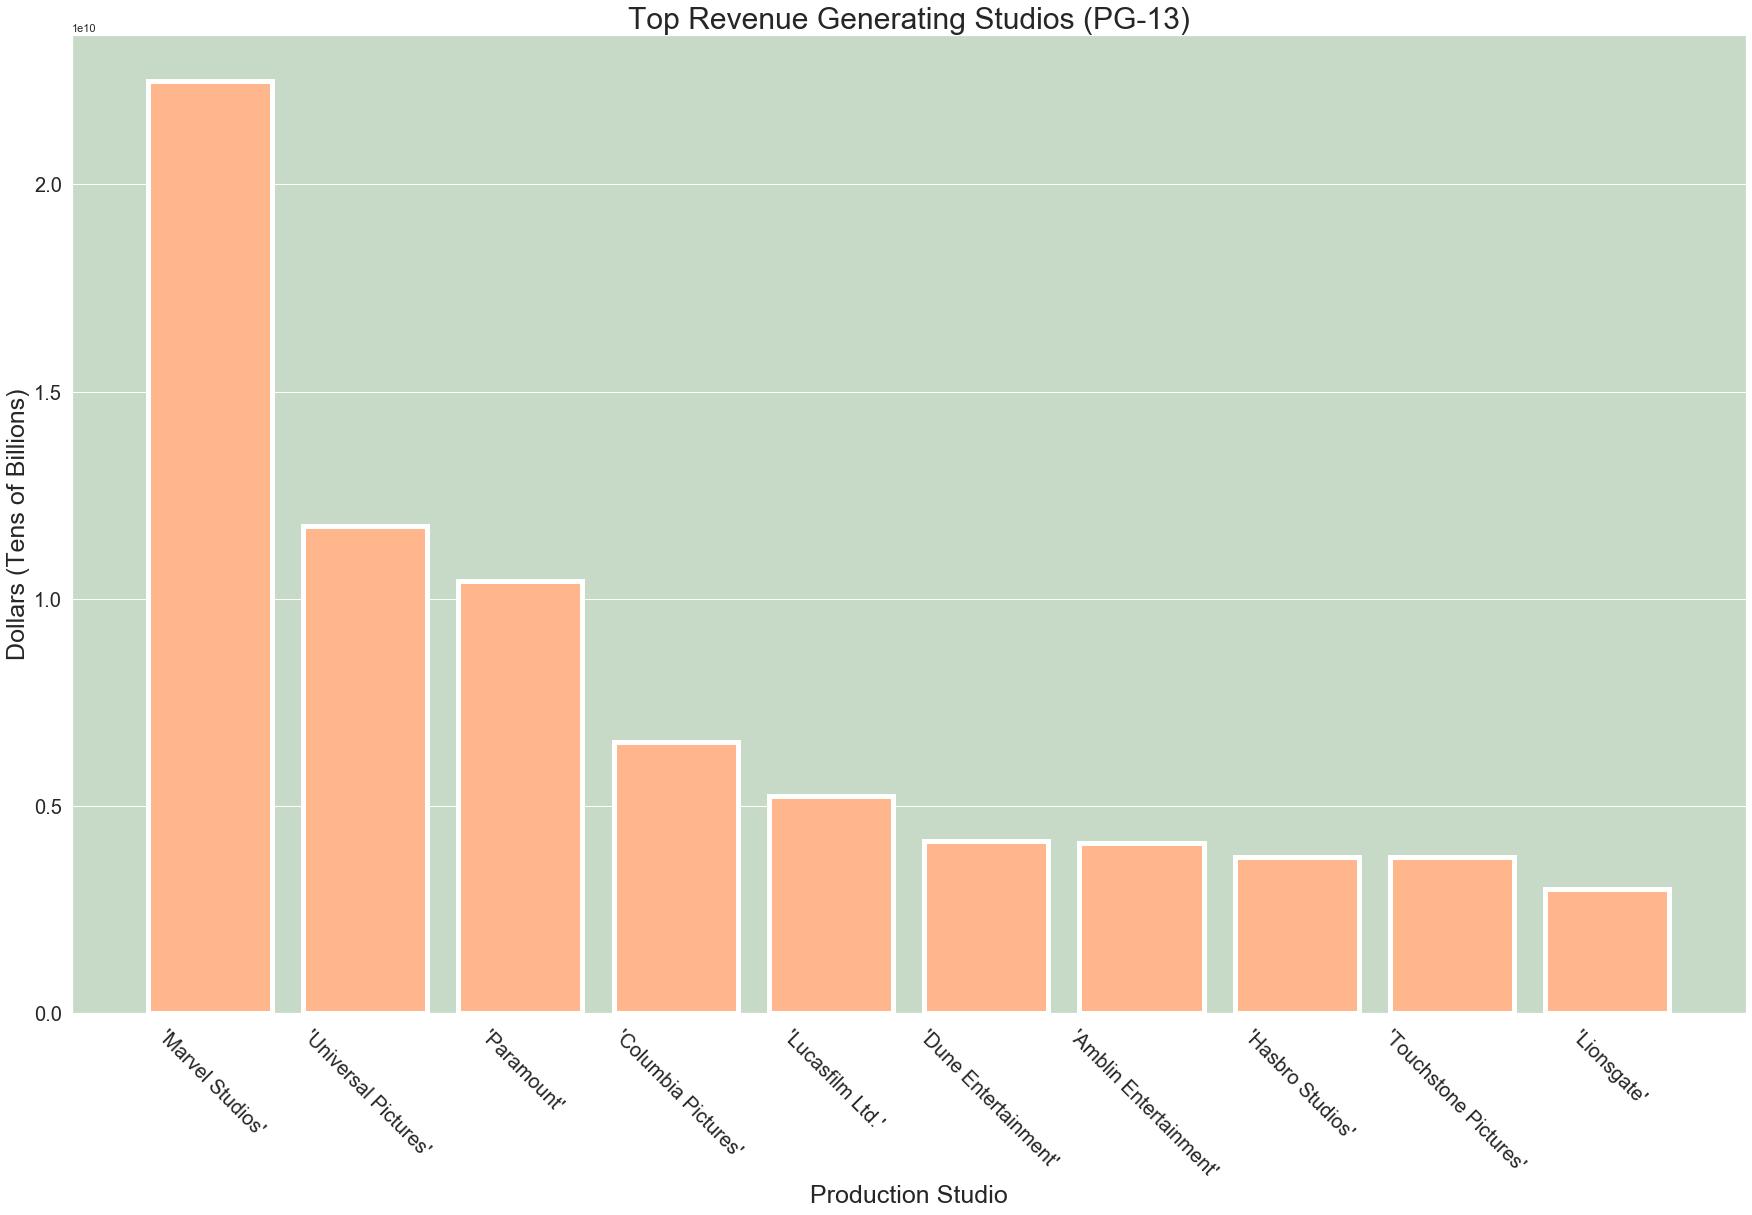 Top Revenue Generating Studios (PG-13)
1e10
2.0
1.5
1.0
0.5
0.0
Dollars (Tens of Billions)
'Marvel Studios'
'Universal Pictures'
'Paramount'
'Columbia Pictures'
'Lucasfilm Ltd.'
'Dune Entertainment'
'Amblin Entertainment'
'Hasbro Studios'
'Touchstone Pictures'
'Lionsgate'
Production Studio